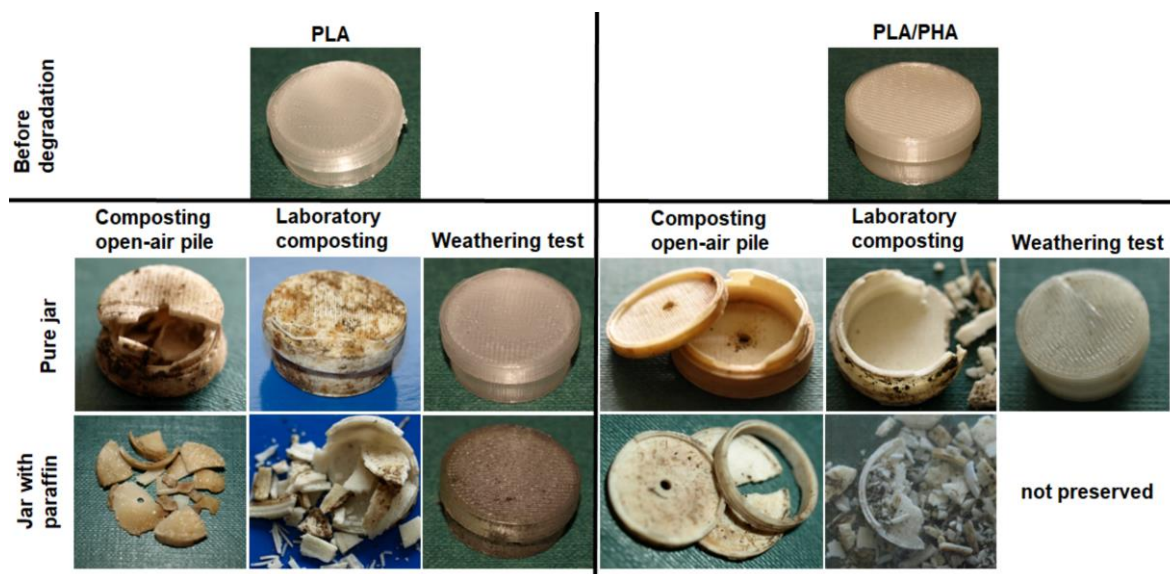 PLA
PLA/PHA
Before
degradation
Composting
open-air pile
Laboratory
composting
Weathering test
Composting
open-air pile
Laboratory
composting
Weathering test
Pure jar
Jar with
paraffin
not preserved